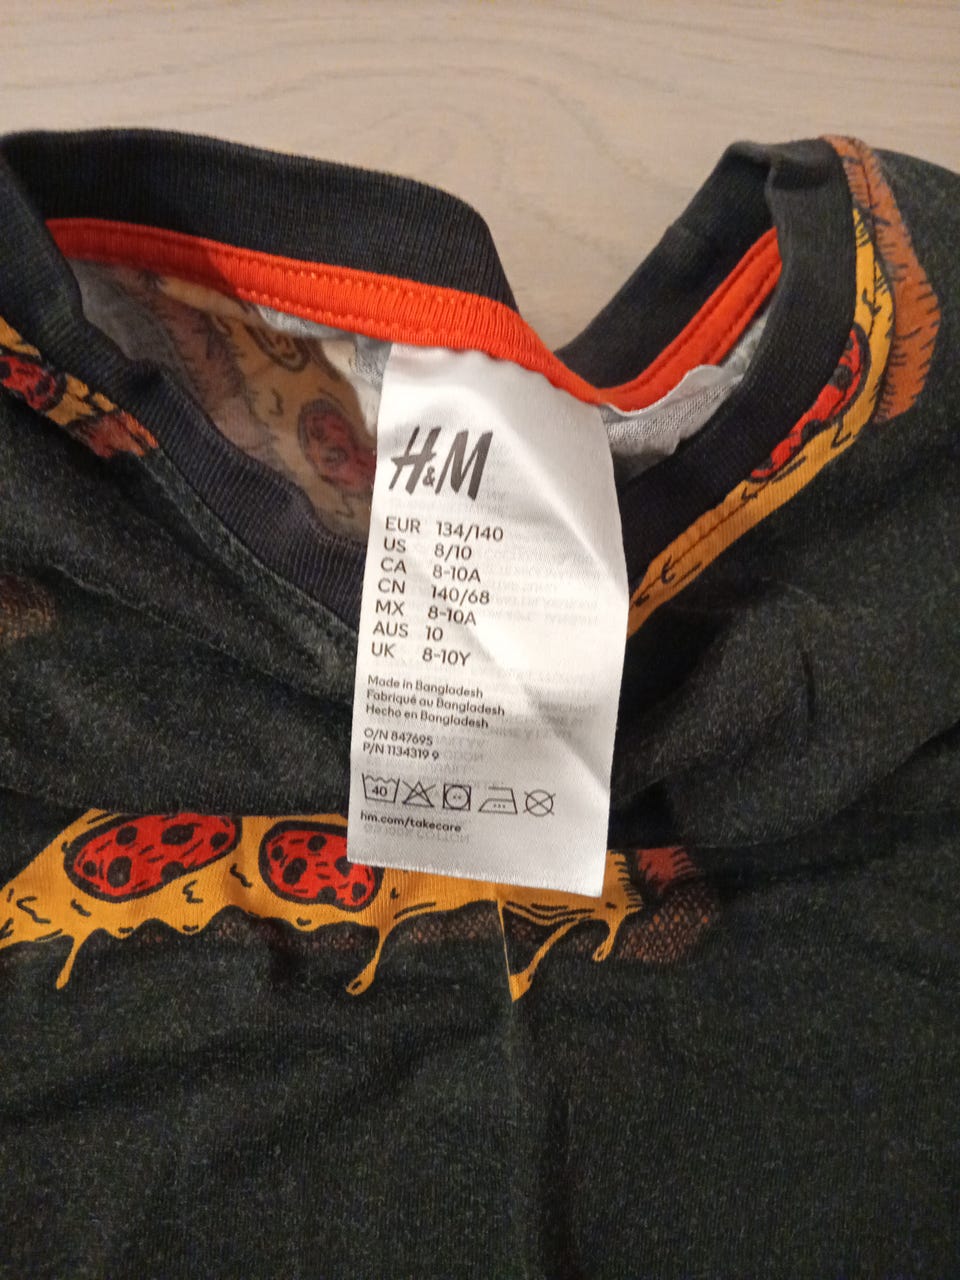 H&M
EUR 134/140
US 8/10
CA 8-10A
CN 140/68
MX 8-10A
AUS 10
UK 8-10Y
Made in Bangladesh
Fabriqué au Bangladesh
Hecho en Bangladesh
O/N 847695
P/N 1134319 9
40
hm.com/takecare